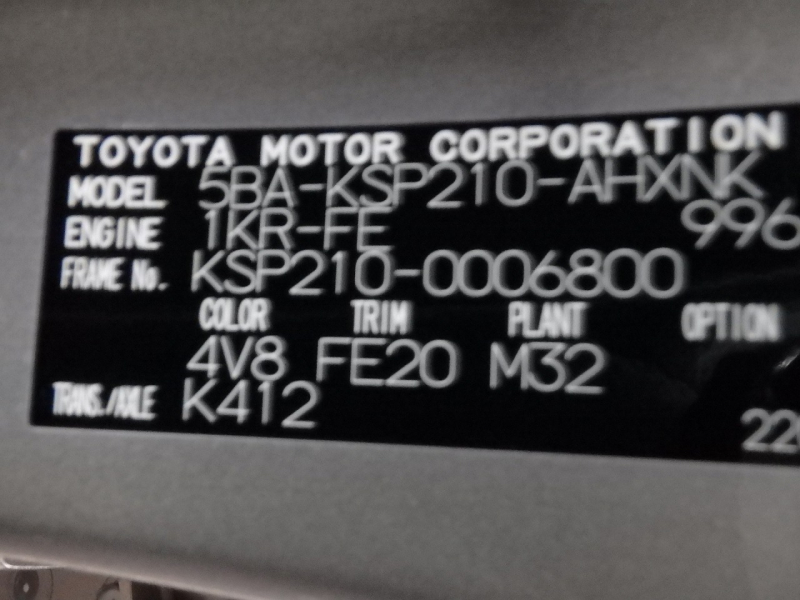 TOYOTA MOTOR CORPORATION
MODEL 5BA-KSP210-AHXNK
ENGINE 1KR-FE 996
FRAME No. KSP210-0006800
COLOR TRIM PLANT OPTION
4V8 FE20 M32
TRANS./AXLE K412
220